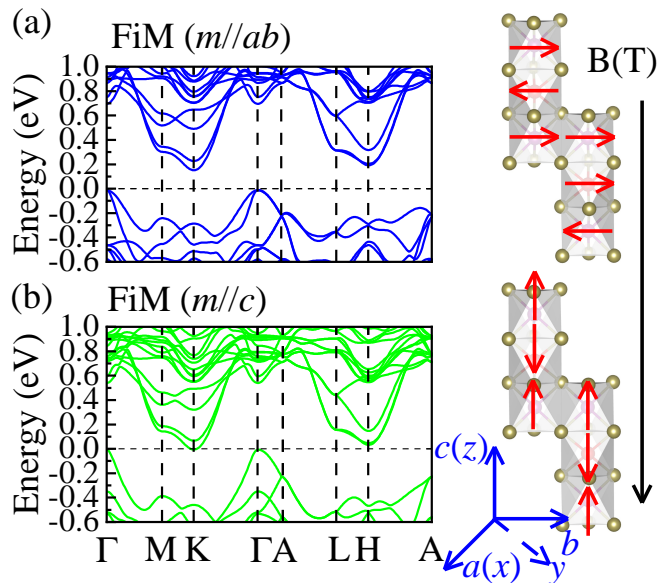 (a) FiM (m//ab)
Energy (eV)
1.0
0.8
0.6
0.4
0.2
0.0
-0.2
-0.4
-0.6
B(T)
(b) FiM (m//c)
Energy (eV)
1.0
0.8
0.6
0.4
0.2
0.0
-0.2
-0.4
-0.6
Γ M K Γ A L H A
c(z)
b
a(x)
y